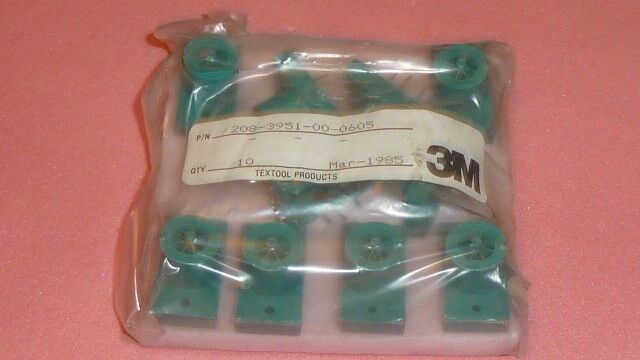 P/N 208-3951-00-0605
QTY 10 Mar-1985
TEXTOOL PRODUCTS
3M